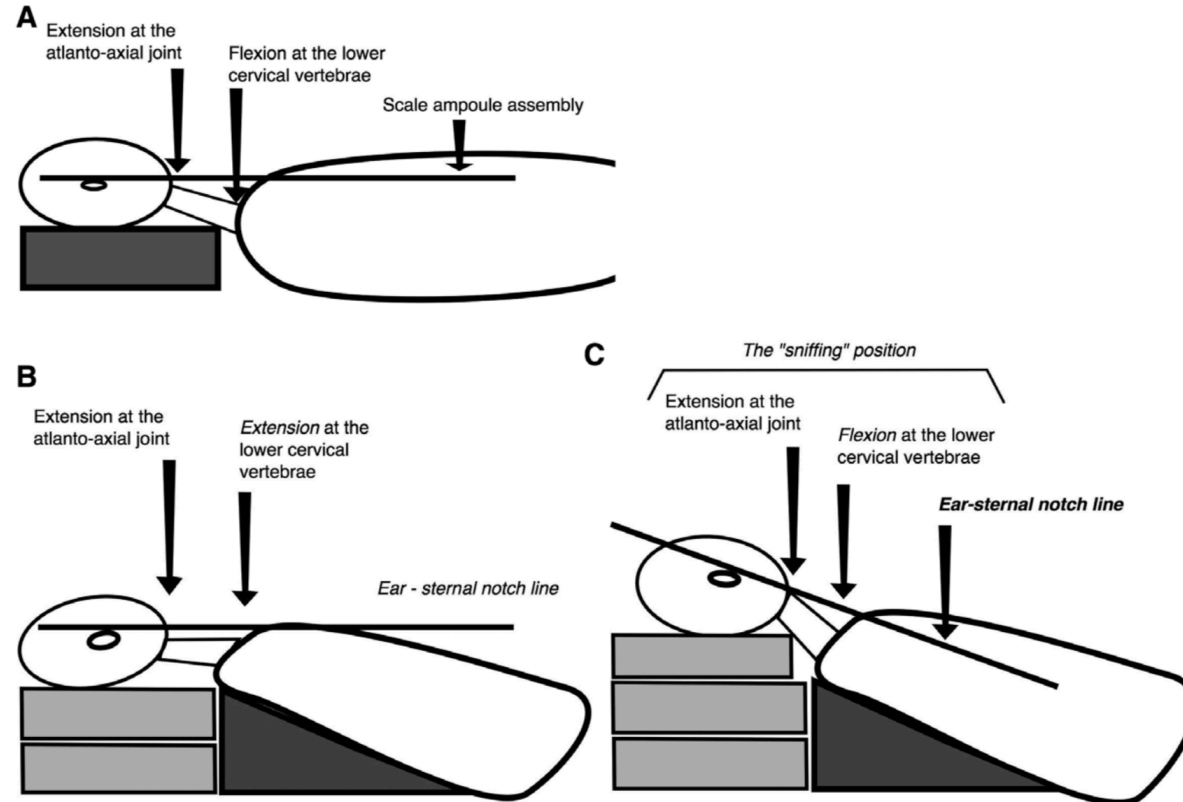 A
Extension at the
atlanto-axial joint
Flexion at the lower
cervical vertebrae
Scale ampoule assembly
B
Extension at the
atlanto-axial joint
Extension at the
lower cervical
vertebrae
Ear - sternal notch line
C
The "sniffing" position
Extension at the
atlanto-axial joint
Flexion at the lower
cervical vertebrae
Ear-sternal notch line